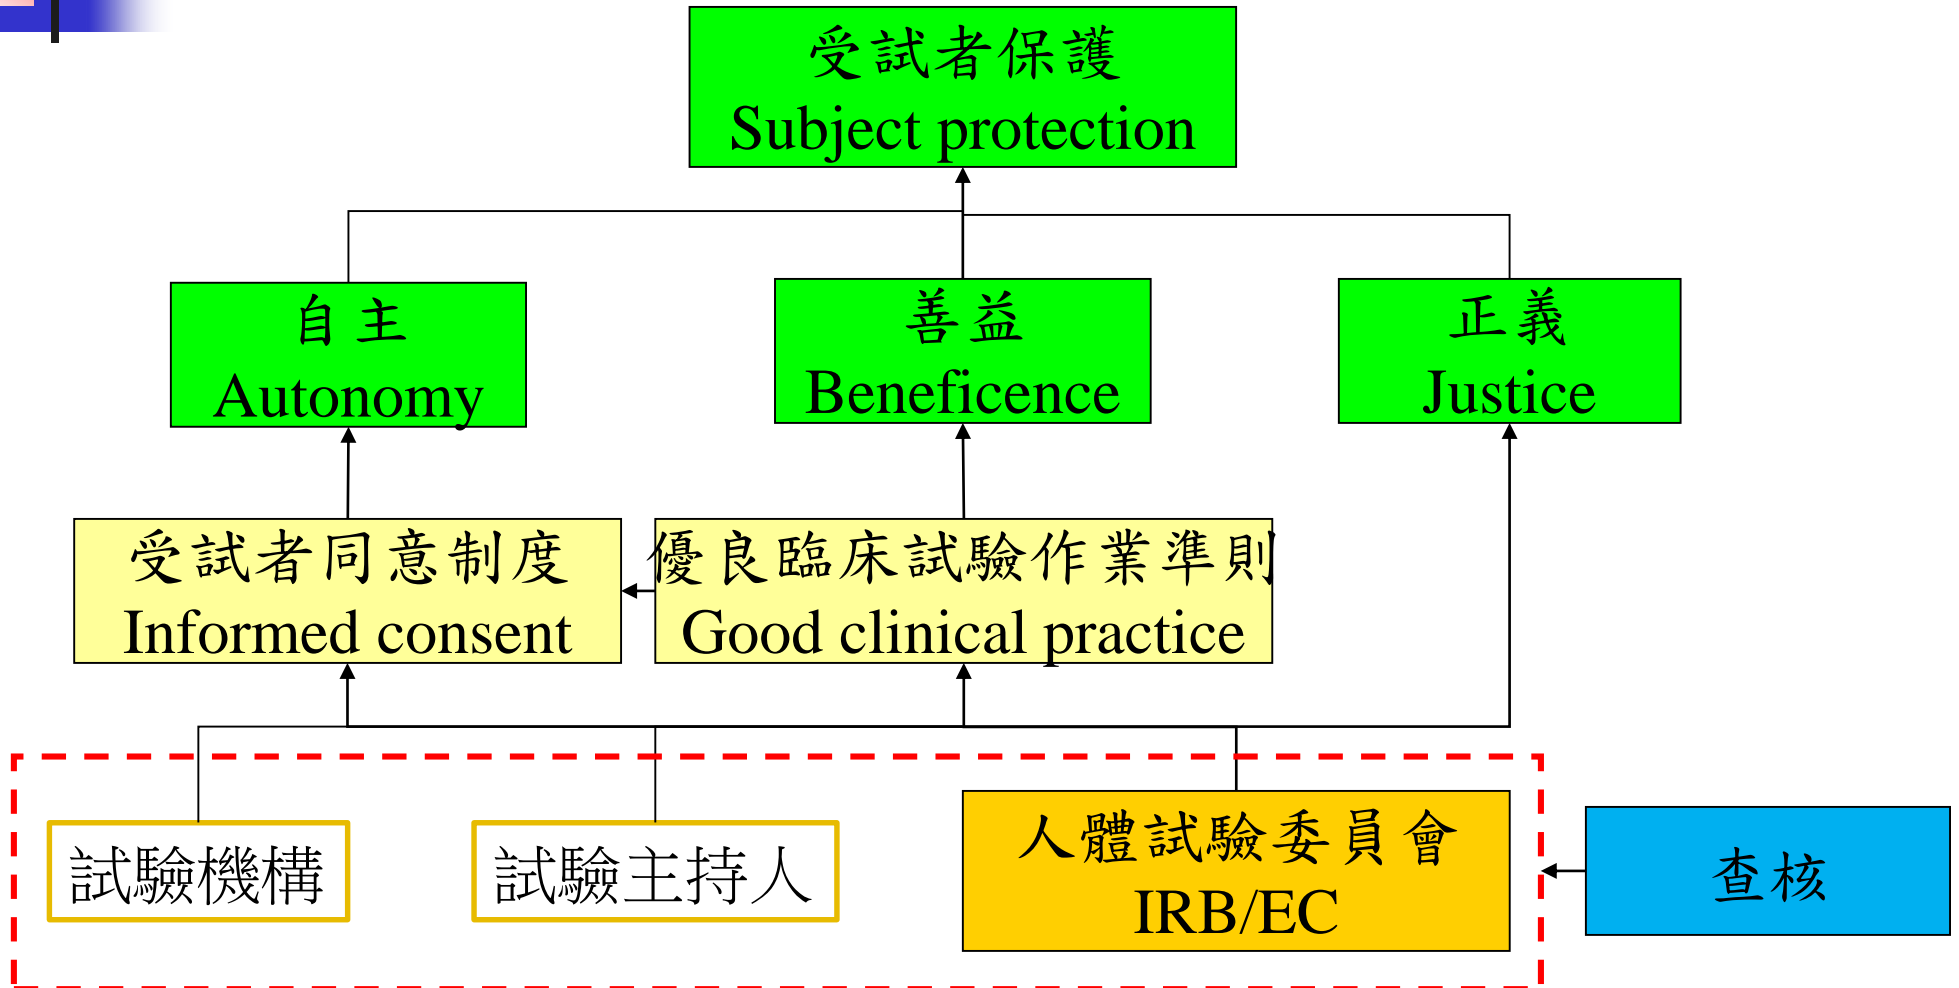 受試者保護
Subject protection
自主
Autonomy
善益
Beneficence
正義
Justice
受試者同意制度
Informed consent
優良臨床試驗作業準則
Good clinical practice
試驗機構
試驗主持人
人體試驗委員會
IRB/EC
查核